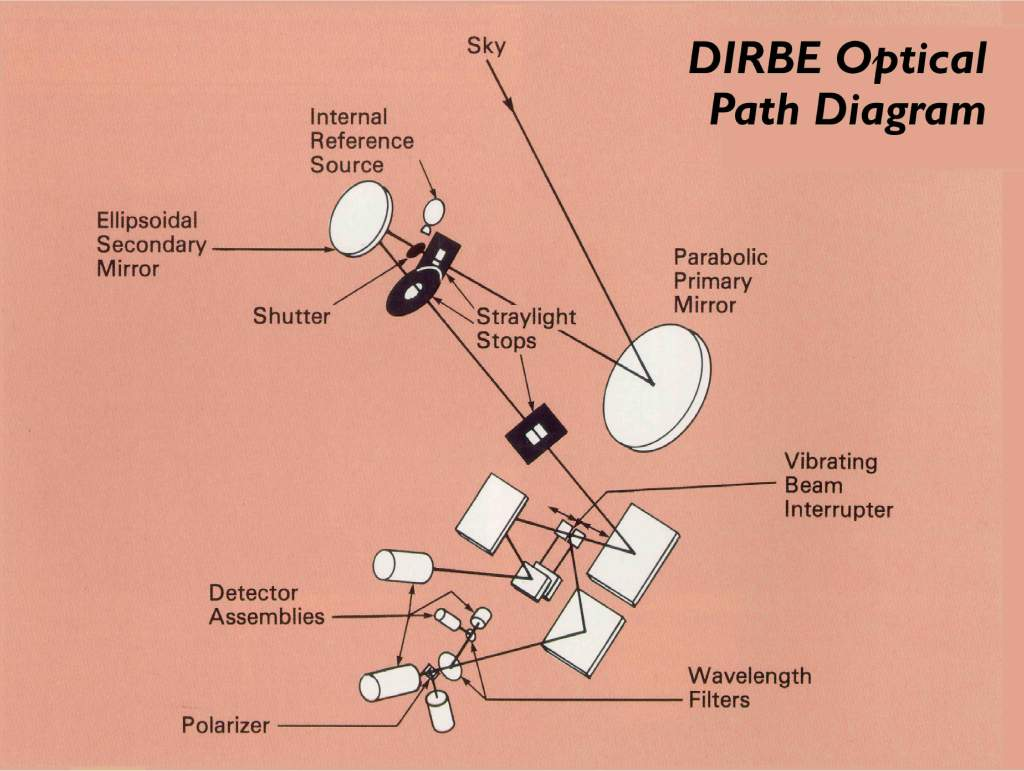 DIRBE Optical
Path Diagram
Sky
Internal
Reference
Source
Ellipsoidal
Secondary
Mirror
Shutter
Straylight
Stops
Parabolic
Primary
Mirror
Vibrating
Beam
Interrupter
Detector
Assemblies
Wavelength
Filters
Polarizer